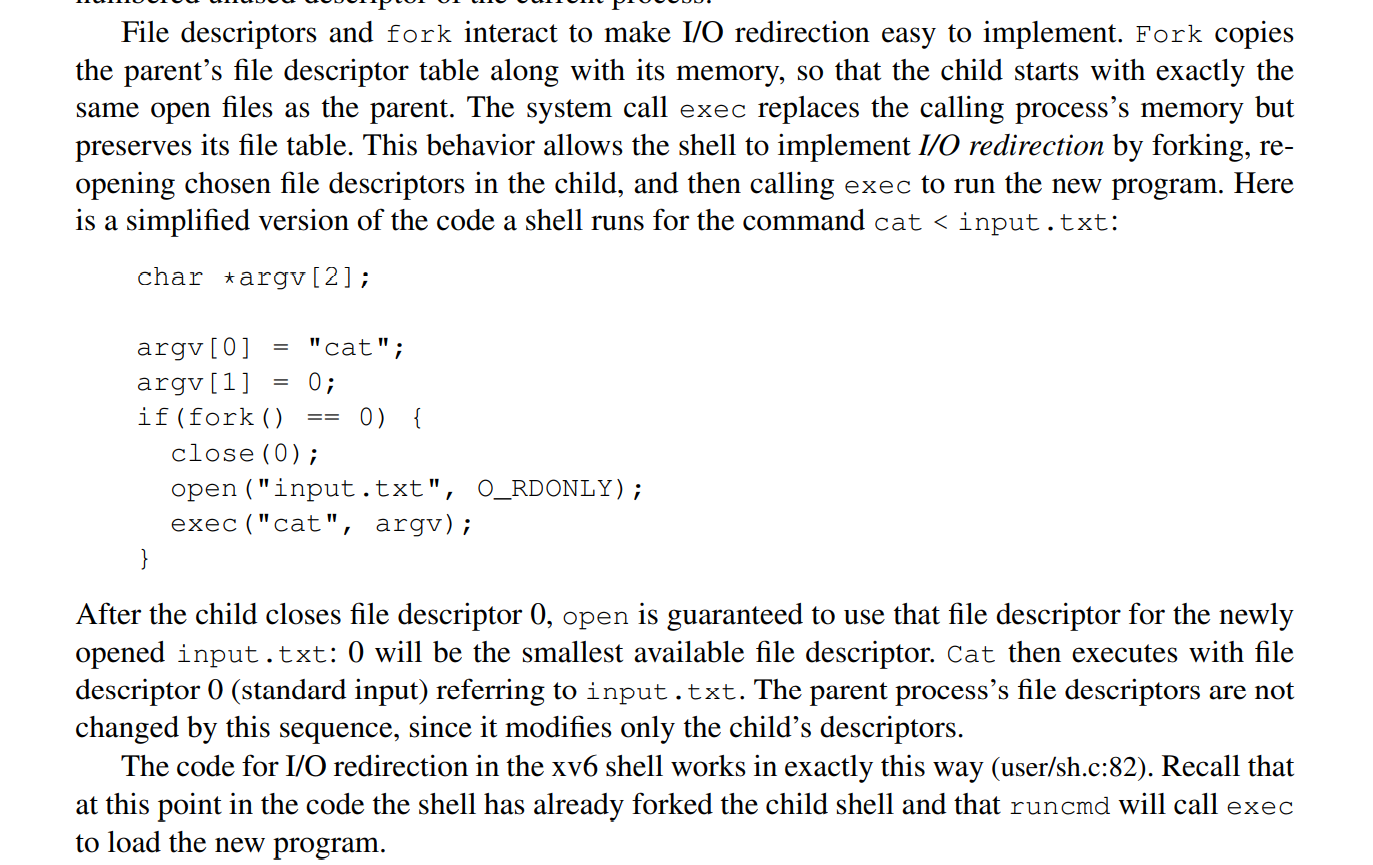 numbered unused descriptor of the current process.
File descriptors and fork interact to make I/O redirection easy to implement. Fork copies
the parent’s file descriptor table along with its memory, so that the child starts with exactly the
same open files as the parent. The system call exec replaces the calling process’s memory but
preserves its file table. This behavior allows the shell to implement I/O redirection by forking, re-
opening chosen file descriptors in the child, and then calling exec to run the new program. Here
is a simplified version of the code a shell runs for the command cat < input.txt:
char *argv[2];
argv[0] = "cat";
argv[1] = 0;
if(fork() == 0) {
  close(0);
  open("input.txt", O_RDONLY);
  exec("cat", argv);
}
After the child closes file descriptor 0, open is guaranteed to use that file descriptor for the newly
opened input.txt: 0 will be the smallest available file descriptor. Cat then executes with file
descriptor 0 (standard input) referring to input.txt. The parent process’s file descriptors are not
changed by this sequence, since it modifies only the child’s descriptors.
The code for I/O redirection in the xv6 shell works in exactly this way (user/sh.c:82). Recall that
at this point in the code the shell has already forked the child shell and that runcmd will call exec
to load the new program.